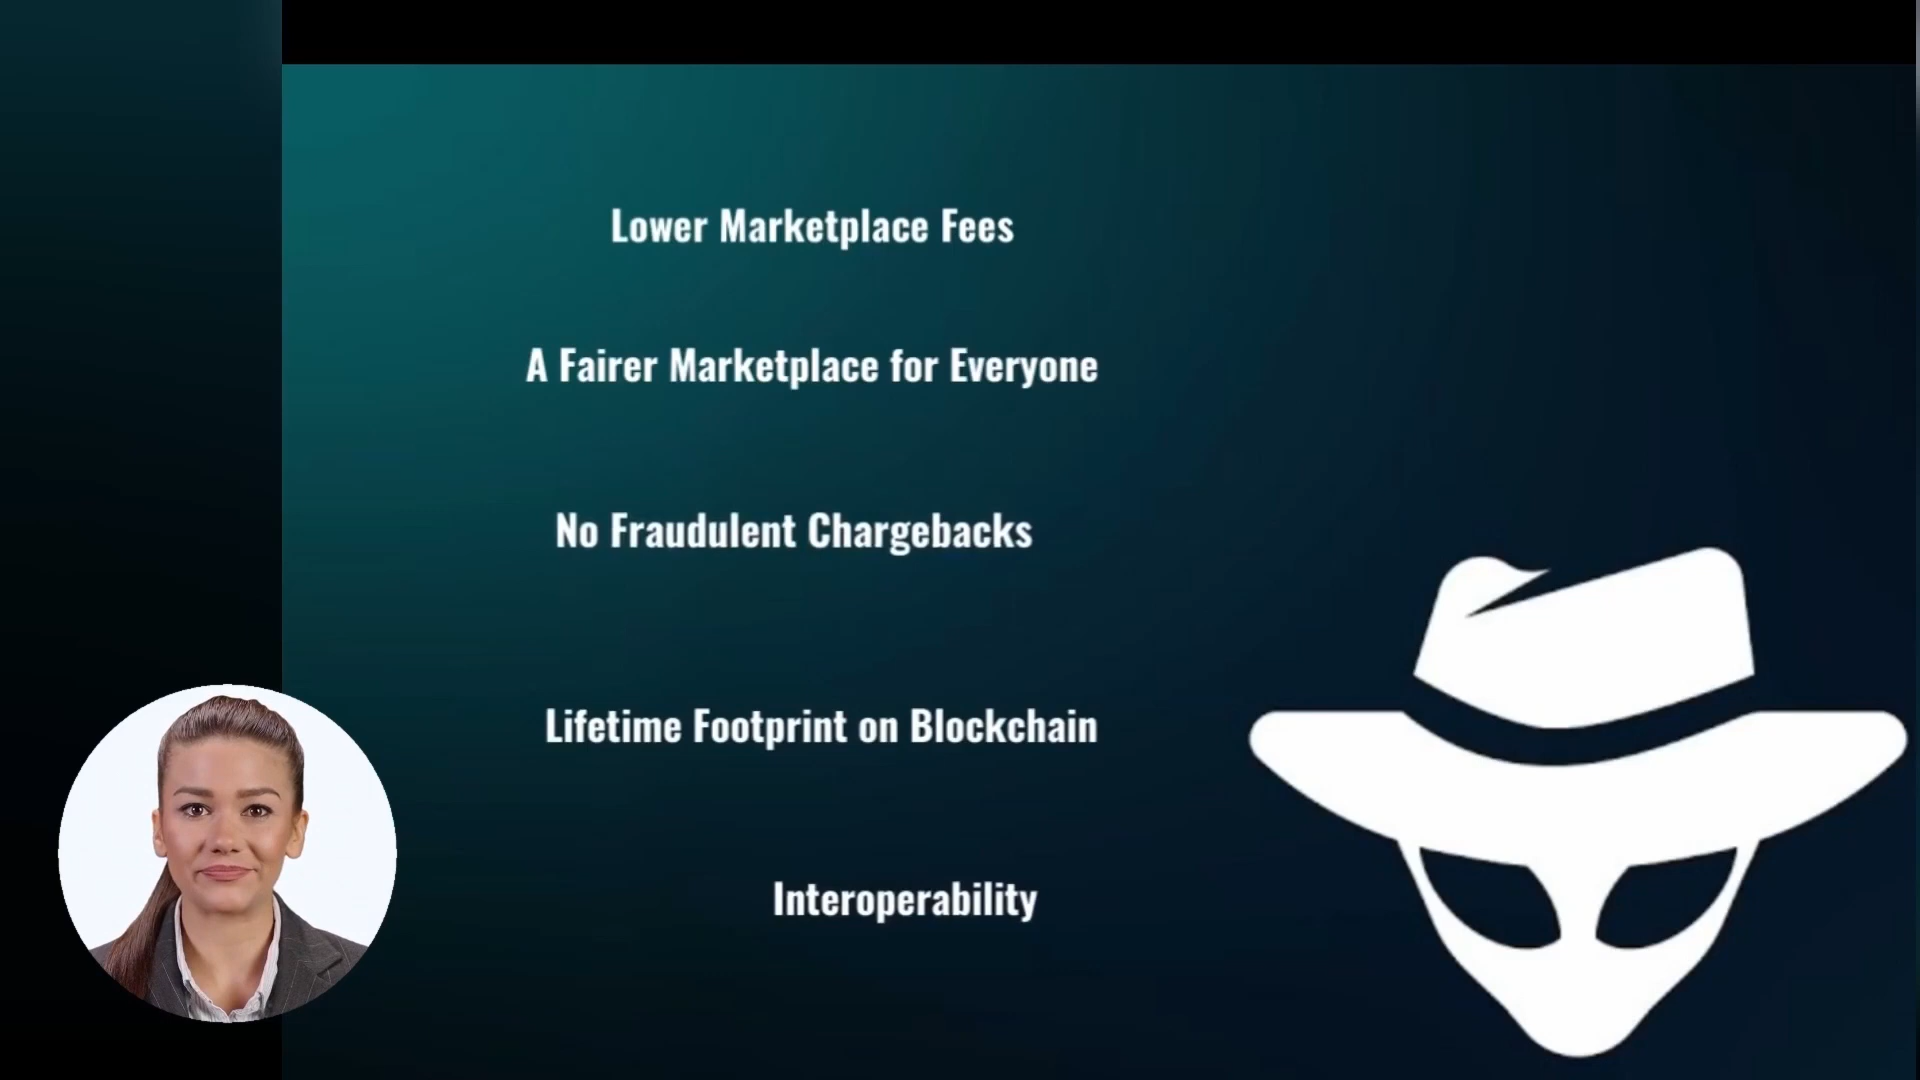 Lower Marketplace Fees
A Fairer Marketplace for Everyone
No Fraudulent Chargebacks
Lifetime Footprint on Blockchain
Interoperability